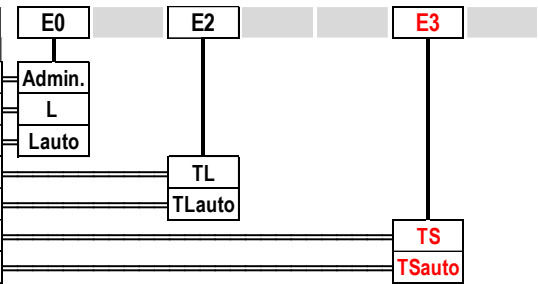 E0 E2 E3
Admin.
L
Lauto
TL
TLauto
TS
TSauto